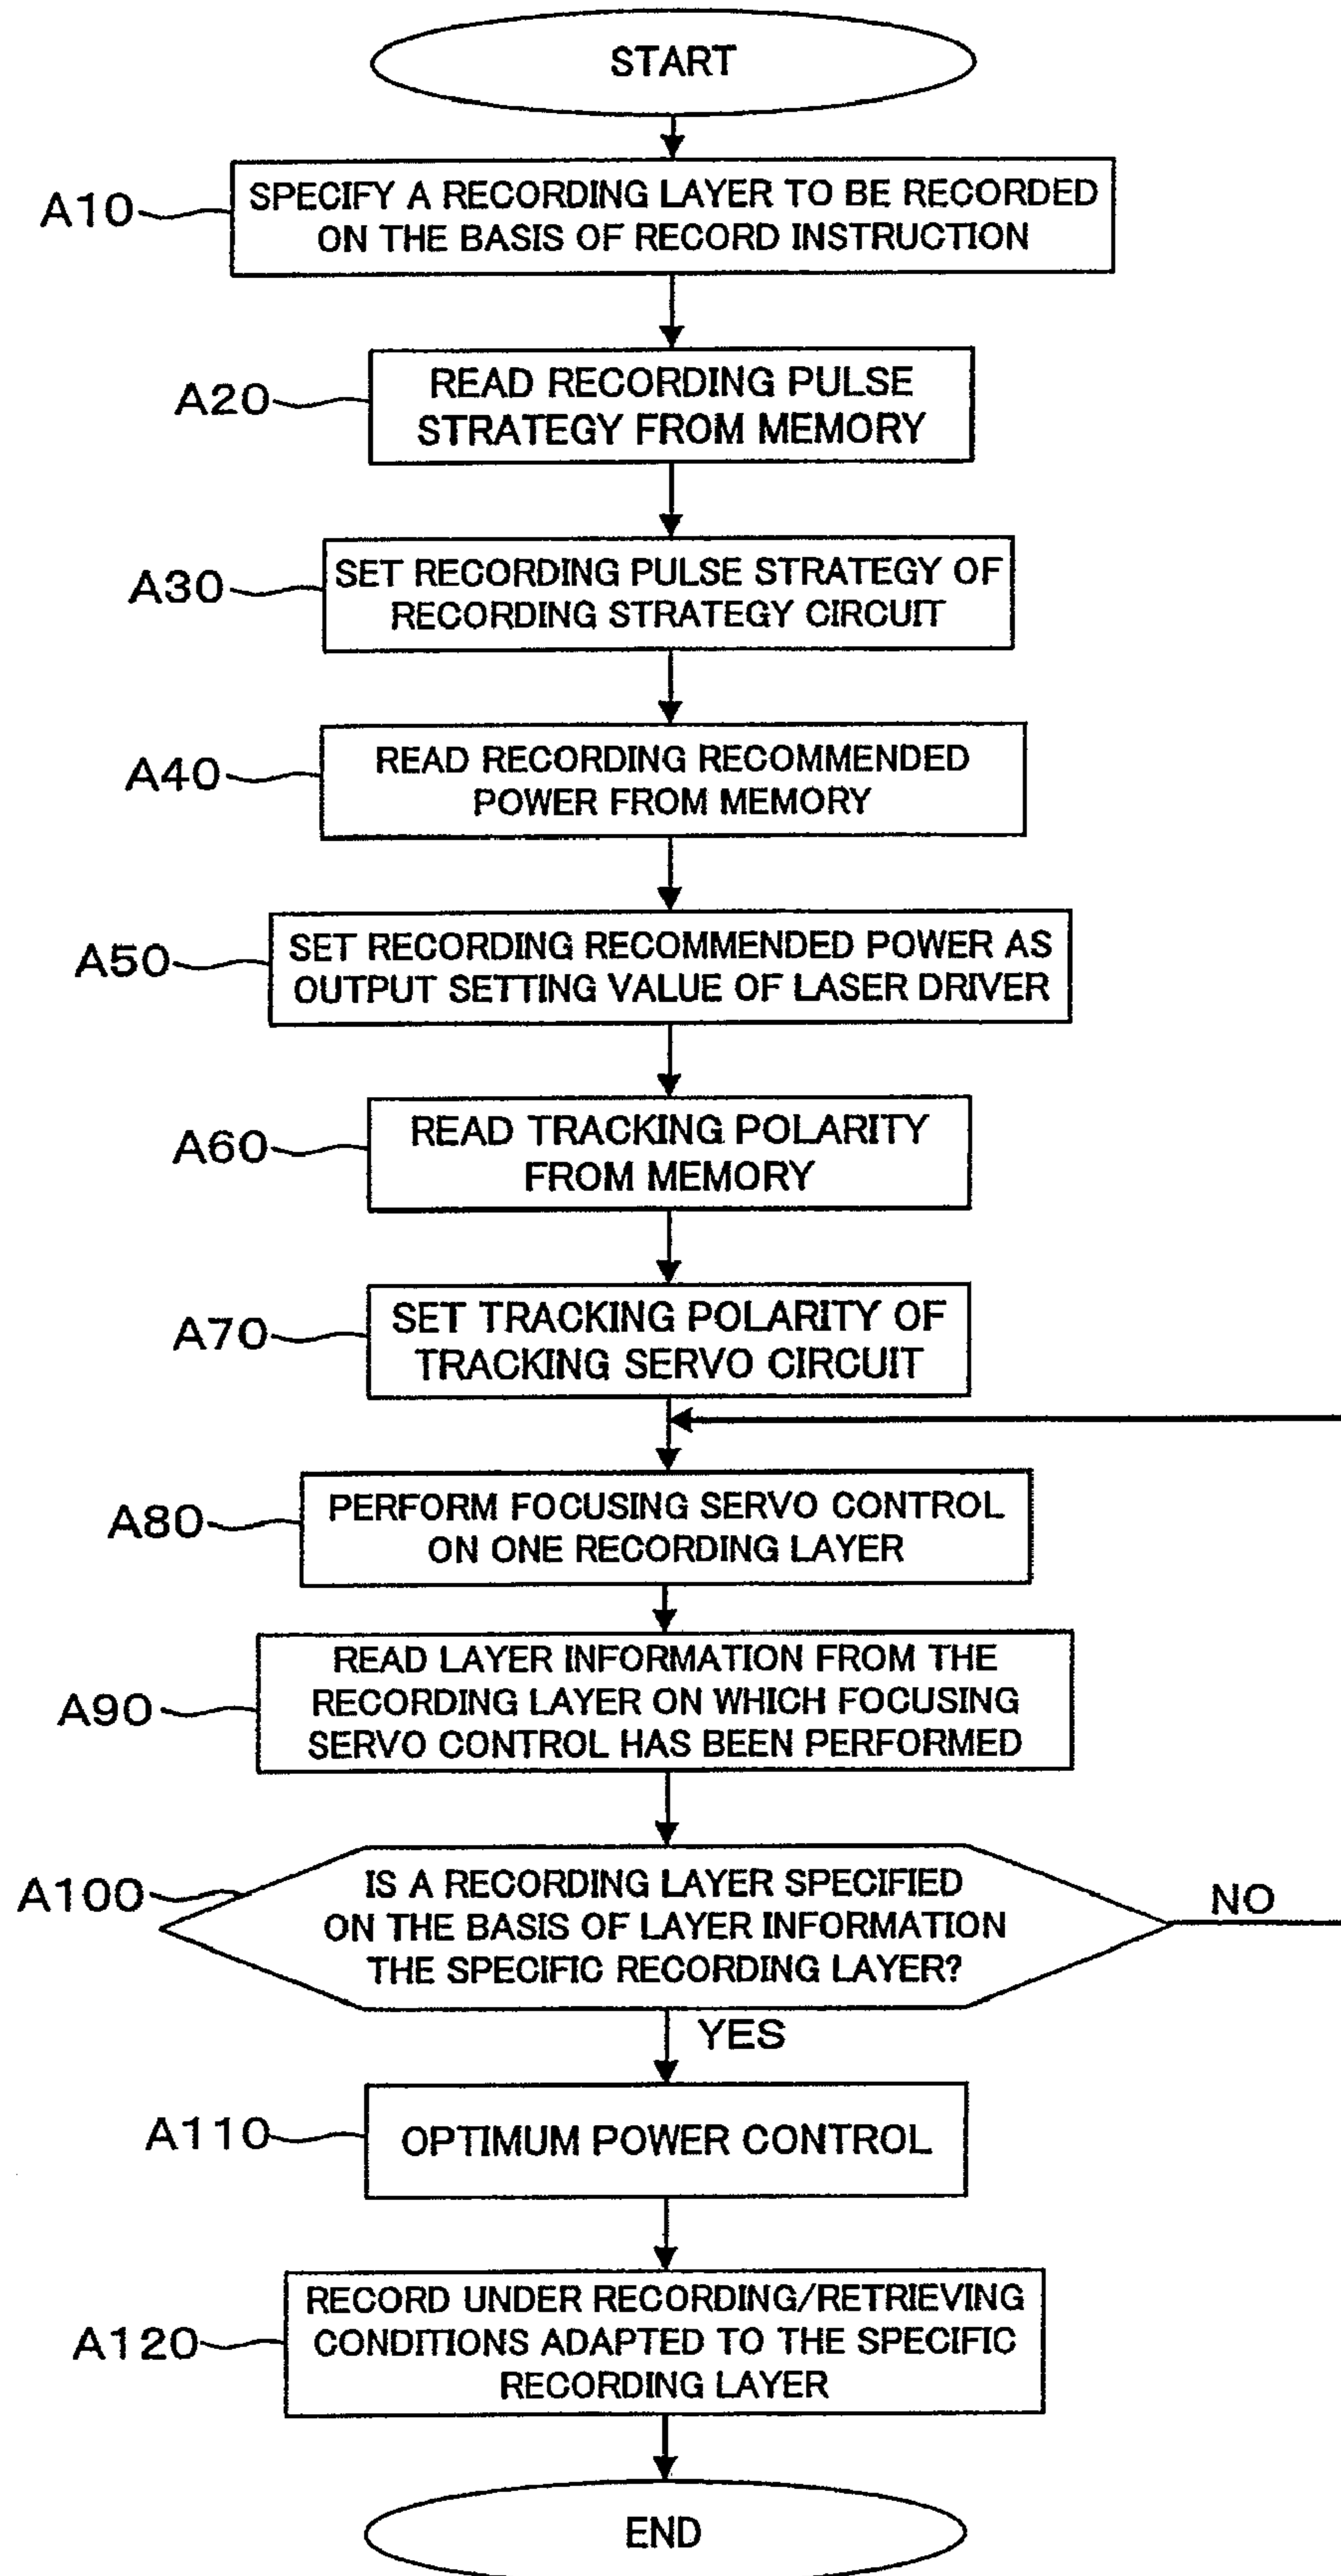 START
A10
SPECIFY A RECORDING LAYER TO BE RECORDED
ON THE BASIS OF RECORD INSTRUCTION
A20
READ RECORDING PULSE
STRATEGY FROM MEMORY
A30
SET RECORDING PULSE STRATEGY OF
RECORDING STRATEGY CIRCUIT
A40
READ RECORDING RECOMMENDED
POWER FROM MEMORY
A50
SET RECORDING RECOMMENDED POWER AS
OUTPUT SETTING VALUE OF LASER DRIVER
A60
READ TRACKING POLARITY
FROM MEMORY
A70
SET TRACKING POLARITY OF
TRACKING SERVO CIRCUIT
A80
PERFORM FOCUSING SERVO CONTROL
ON ONE RECORDING LAYER
A90
READ LAYER INFORMATION FROM THE
RECORDING LAYER ON WHICH FOCUSING
SERVO CONTROL HAS BEEN PERFORMED
A100
IS A RECORDING LAYER SPECIFIED
ON THE BASIS OF LAYER INFORMATION
THE SPECIFIC RECORDING LAYER?
NO
YES
A110
OPTIMUM POWER CONTROL
A120
RECORD UNDER RECORDING/RETRIEVING
CONDITIONS ADAPTED TO THE SPECIFIC
RECORDING LAYER
END